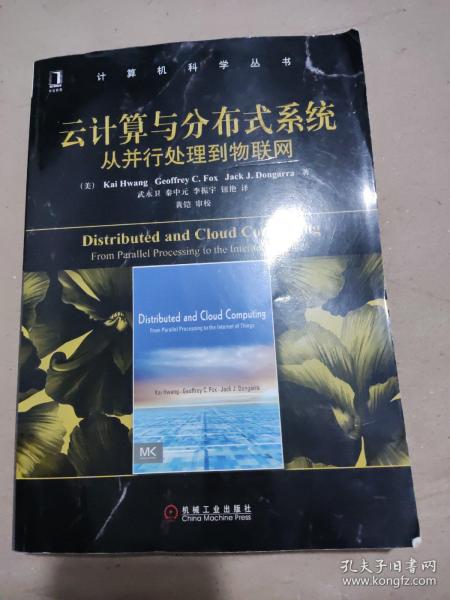 计算机科学丛书
云计算与分布式系统
从并行处理到物联网
(美) Kai Hwang Geoffrey C. Fox Jack J. Dongarra 著
武永卫 秦中元 李振宇 钮艳 译
黄铠 审校
Distributed and Cloud Computing
From Parallel Processing to the Internet
Distributed and Cloud Computing
From Parallel Processing to the Internet of Things
Kai Hwang · Geoffrey C. Fox · Jack J. Dongarra
MK
机械工业出版社
China Machine Press
孔夫子旧书网
www.kongfz.com